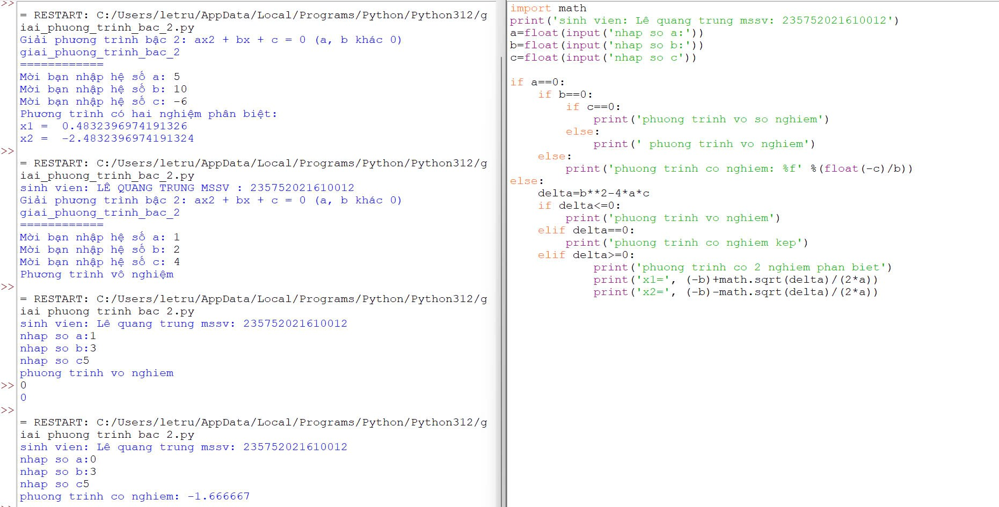 >>
= RESTART: C:/Users/letru/AppData/Local/Programs/Python/Python312/g
iai_phuong_trinh_bac_2.py
Giải phương trình bậc 2: ax2 + bx + c = 0 (a, b khác 0)
giai_phuong_trinh_bac_2
============
Mời bạn nhập hệ số a: 5
Mời bạn nhập hệ số b: 10
Mời bạn nhập hệ số c: -6
Phương trình có hai nghiệm phân biệt:
x1 =  0.4832396974191326
x2 =  -2.4832396974191324
>>
= RESTART: C:/Users/letru/AppData/Local/Programs/Python/Python312/g
iai_phuong_trinh_bac_2.py
sinh vien: LÊ QUANG TRUNG MSSV : 235752021610012
Giải phương trình bậc 2: ax2 + bx + c = 0 (a, b khác 0)
giai_phuong_trinh_bac_2
============
Mời bạn nhập hệ số a: 1
Mời bạn nhập hệ số b: 2
Mời bạn nhập hệ số c: 4
Phương trình vô nghiệm
>>
= RESTART: C:/Users/letru/AppData/Local/Programs/Python/Python312/g
iai phuong trinh bac 2.py
sinh vien: Lê quang trung mssv: 235752021610012
nhap so a:1
nhap so b:3
nhap so c5
phuong trinh vo nghiem
>> 0
0
>>
= RESTART: C:/Users/letru/AppData/Local/Programs/Python/Python312/g
iai phuong trinh bac 2.py
sinh vien: Lê quang trung mssv: 235752021610012
nhap so a:0
nhap so b:3
nhap so c5
phuong trinh co nghiem: -1.666667
import math
print('sinh vien: Lê quang trung mssv: 235752021610012')
a=float(input('nhap so a:'))
b=float(input('nhap so b:'))
c=float(input('nhap so c'))
if a==0:
    if b==0:
        if c==0:
            print('phuong trinh vo so nghiem')
        else:
            print(' phuong trinh vo nghiem')
    else:
        print('phuong trinh co nghiem: %f' %(float(-c)/b))
else:
    delta=b**2-4*a*c
    if delta<=0:
        print('phuong trinh vo nghiem')
    elif delta==0:
        print('phuong trinh co nghiem kep')
    elif delta>=0:
            print('phuong trinh co 2 nghiem phan biet')
            print('x1=', (-b)+math.sqrt(delta)/(2*a))
            print('x2=', (-b)-math.sqrt(delta)/(2*a))